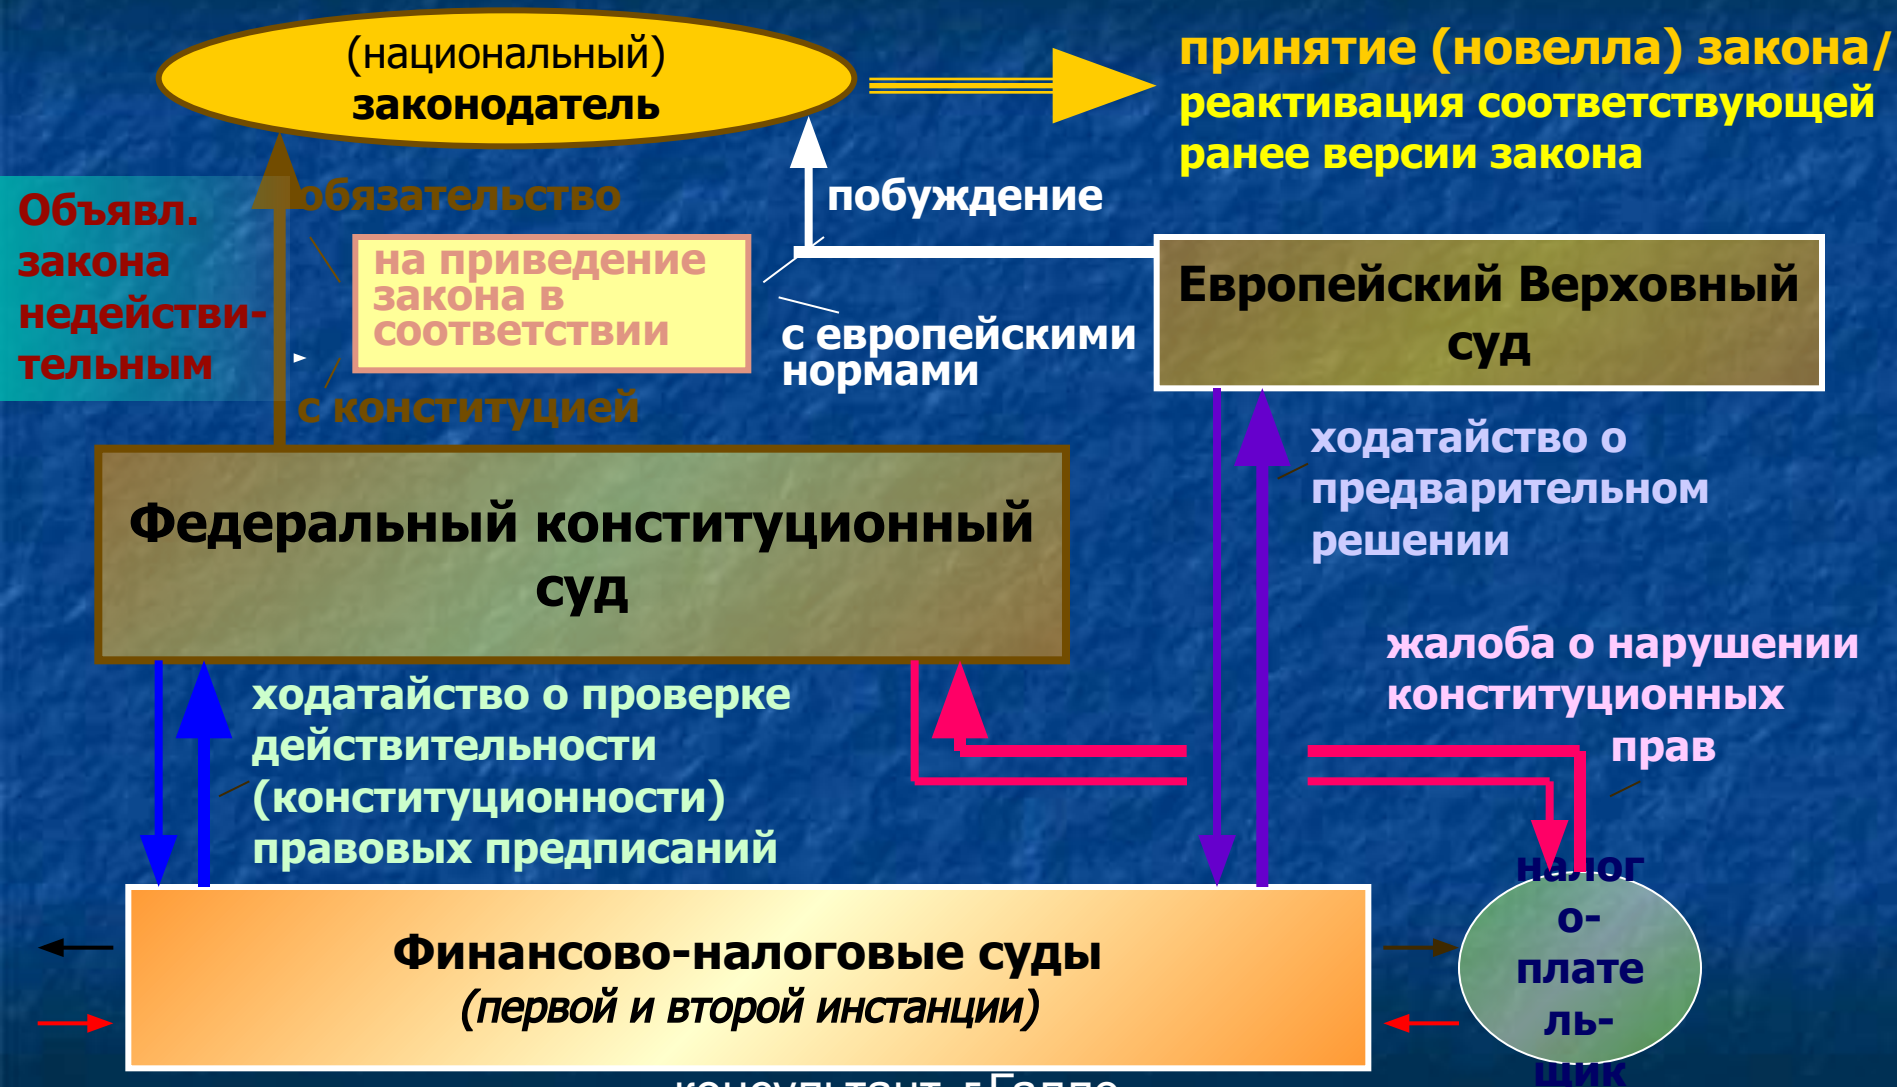 (национальный)
законодатель
принятие (новелла) закона/
реактивация соответствующей
ранее версии закона
Объявл.
закона
недействи-
тельным
обязательство
на приведение
закона в
соответствии
с конституцией
побуждение
с европейскими
нормами
Европейский Верховный
суд
Федеральный конституционный
суд
ходатайство о
предварительном
решении
жалоба о нарушении
конституционных
прав
ходатайство о проверке
действительности
(конституционности)
правовых предписаний
Финансово-налоговые суды
(первой и второй инстанции)
налог
о-
плате
ль-
щик
консультант г.Галле